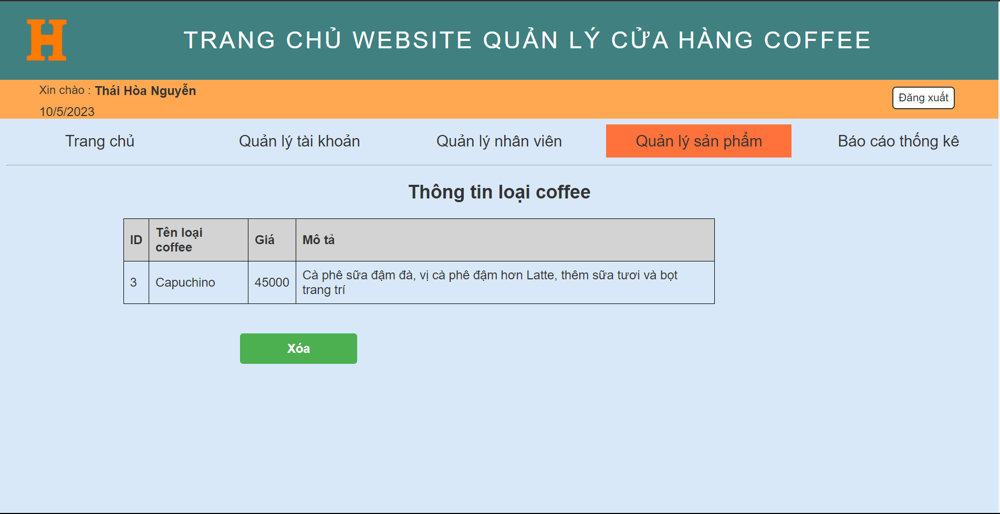 H
TRANG CHỦ WEBSITE QUẢN LÝ CỬA HÀNG COFFEE
Xin chào : Thái Hòa Nguyễn
Đăng xuất
10/5/2023
Trang chủ Quản lý tài khoản Quản lý nhân viên Quản lý sản phẩm Báo cáo thống kê
Thông tin loại coffee
ID Tên loại coffee Giá Mô tả
3 Capuchino 45000 Cà phê sữa đậm đà, vị cà phê đậm hơn Latte, thêm sữa tươi và bọt
trang trí
Xóa